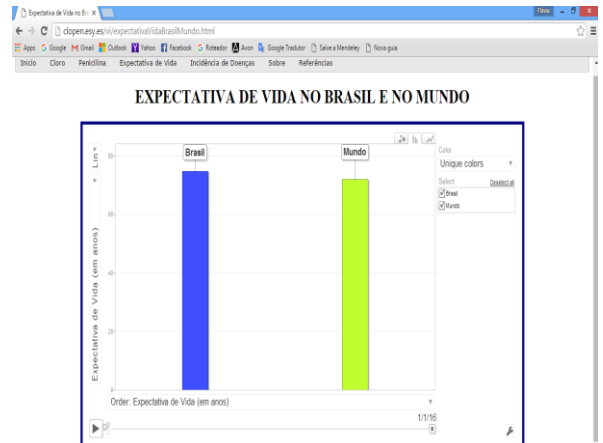 Expectativa de Vida no Br
Flávia
clopen.esy.es/vi/expectativaVidaBrasilMundo.html
Apps Google Gmail Outlook Yahoo Facebook Roteador Avon Google Tradutor Salve a Mendeley Nova guia
Início Cloro Penicilina Expectativa de Vida Incidência de Doenças Sobre Referências
EXPECTATIVA DE VIDA NO BRASIL E NO MUNDO
Lin
Brasil
Mundo
Color
Unique colors
Select
Deselect all
Brasil
Mundo
80
60
40
20
0
Expectativa de Vida (em anos)
Order: Expectativa de Vida (em anos)
1/1/16